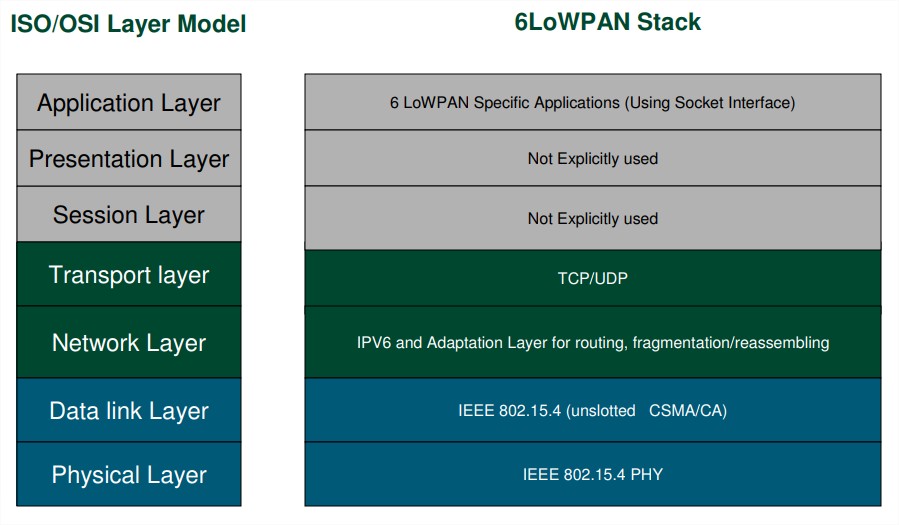 ISO/OSI Layer Model
6LoWPAN Stack
Application Layer
6 LoWPAN Specific Applications (Using Socket Interface)
Presentation Layer
Not Explicitly used
Session Layer
Not Explicitly used
Transport layer
TCP/UDP
Network Layer
IPV6 and Adaptation Layer for routing, fragmentation/reassembling
Data link Layer
IEEE 802.15.4 (unslotted CSMA/CA)
Physical Layer
IEEE 802.15.4 PHY